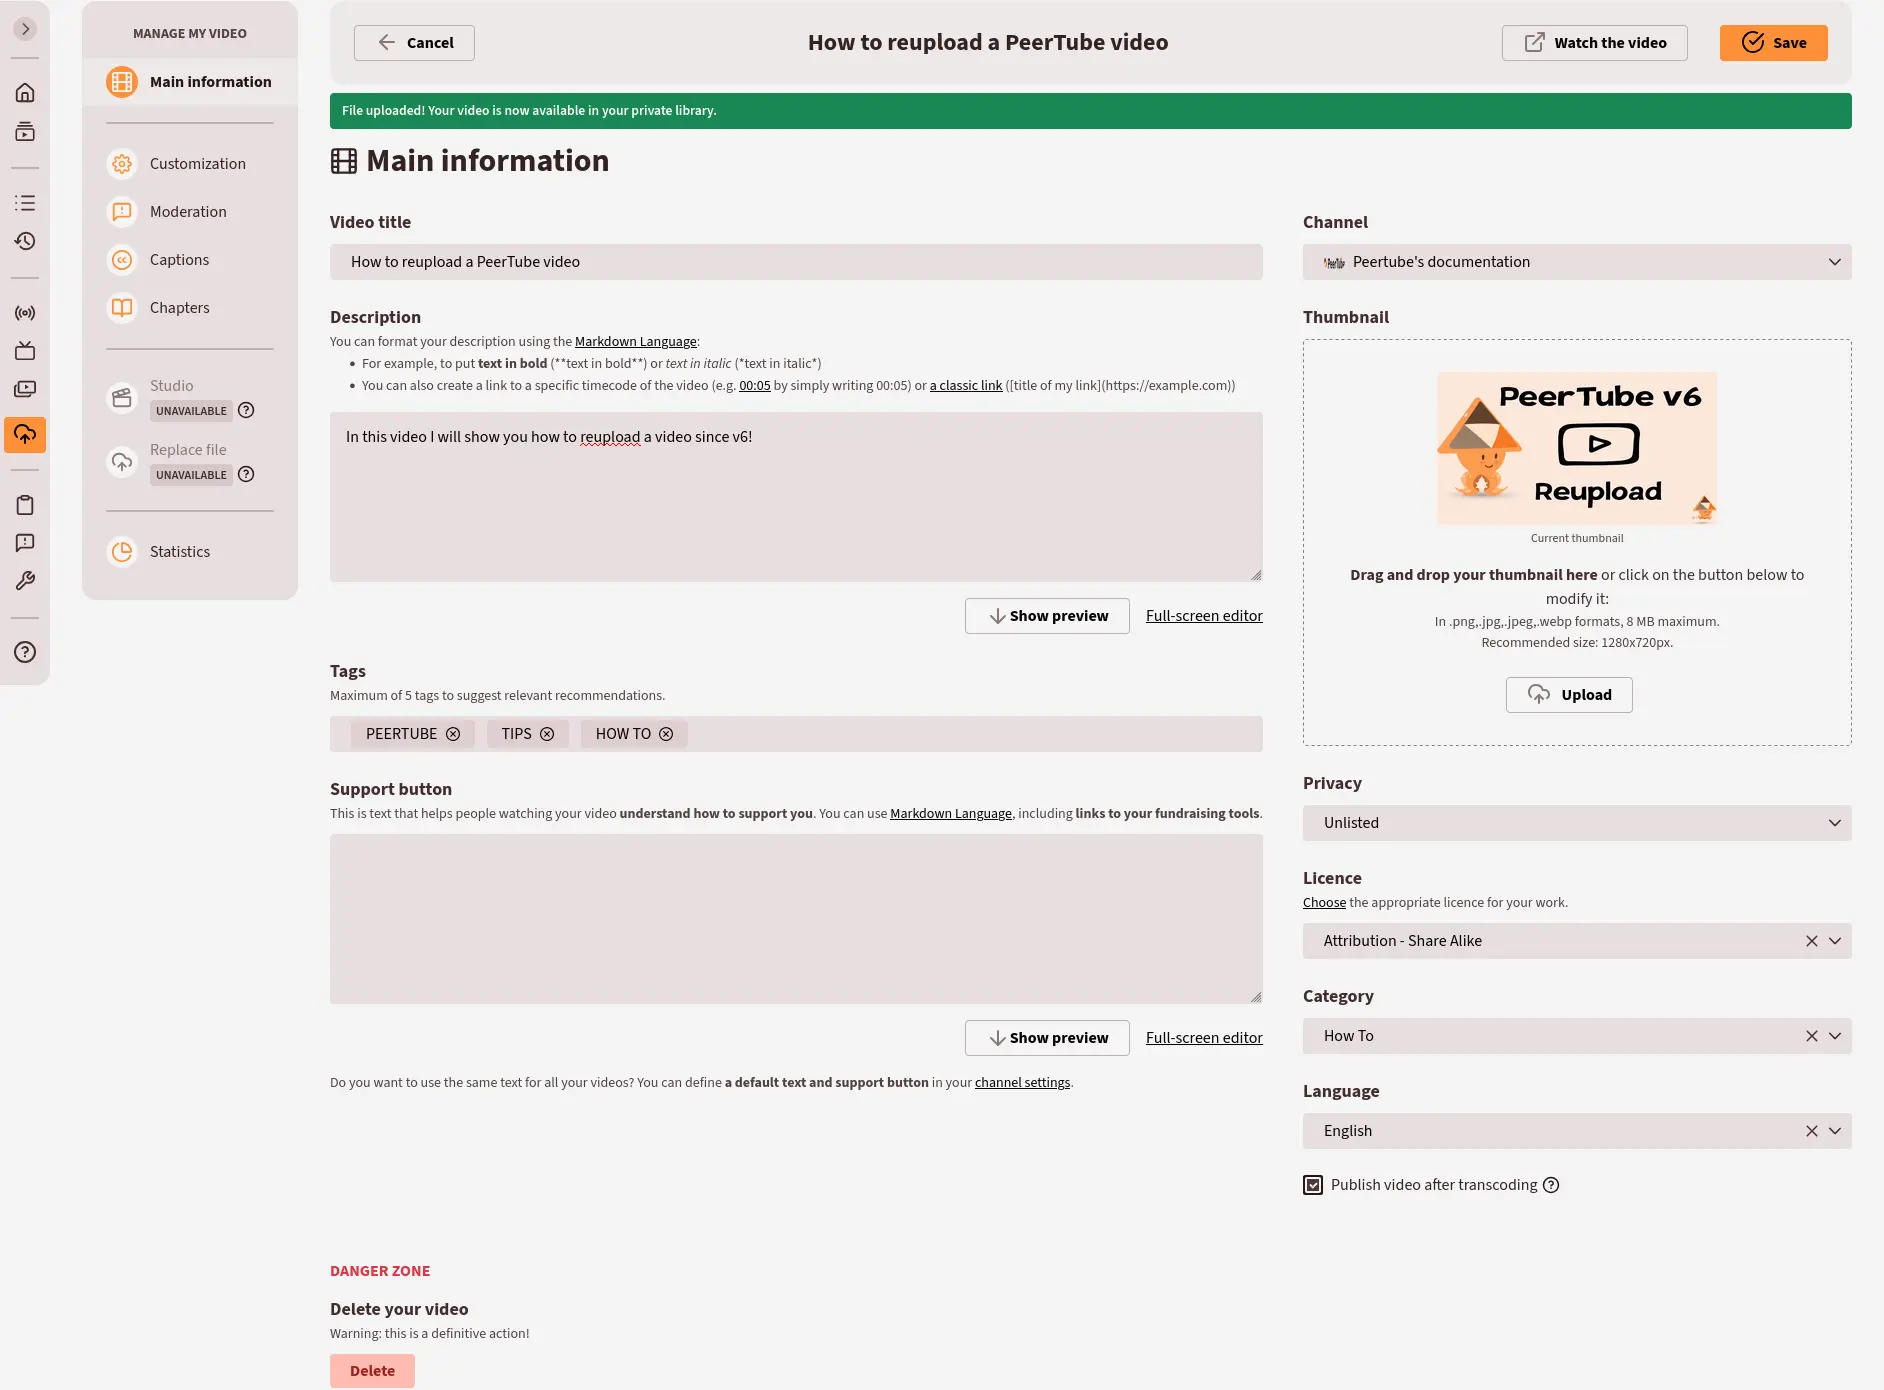 MANAGE MY VIDEO
Main information
Customization
Moderation
Captions
Chapters
Studio
UNAVAILABLE
Replace file
UNAVAILABLE
Statistics
Cancel
How to reupload a PeerTube video
Watch the video
Save
File uploaded! Your video is now available in your private library.
Main information
Video title
How to reupload a PeerTube video
Description
You can format your description using the Markdown Language:
For example, to put text in bold (**text in bold**) or text in italic (*text in italic*)
You can also create a link to a specific timecode of the video (e.g. 00:05 by simply writing 00:05) or a classic link ([title of my link](https://example.com))
In this video I will show you how to reupload a video since v6!
Show preview
Full-screen editor
Tags
Maximum of 5 tags to suggest relevant recommendations.
PEERTUBE
TIPS
HOW TO
Support button
This is text that helps people watching your video understand how to support you. You can use Markdown Language, including links to your fundraising tools.
Show preview
Full-screen editor
Do you want to use the same text for all your videos? You can define a default text and support button in your channel settings.
Channel
Peertube's documentation
Thumbnail
PeerTube v6
Reupload
Current thumbnail
Drag and drop your thumbnail here or click on the button below to
modify it:
In .png,.jpg,.jpeg,.webp formats, 8 MB maximum.
Recommended size: 1280x720px.
Upload
Privacy
Unlisted
Licence
Choose the appropriate licence for your work.
Attribution - Share Alike
Category
How To
Language
English
Publish video after transcoding
DANGER ZONE
Delete your video
Warning: this is a definitive action!
Delete